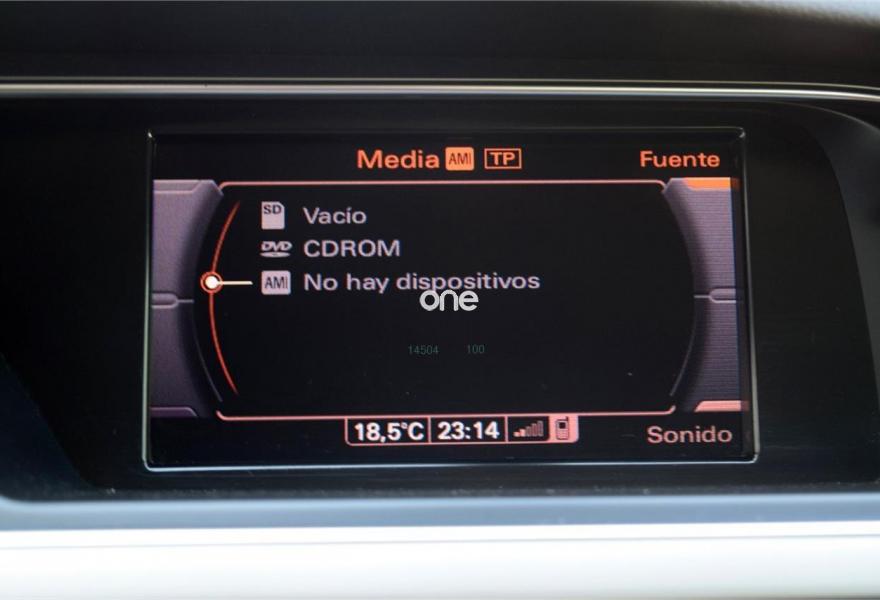 Media AMI TP Fuente
SD Vacío
DVD CDROM
AMI No hay dispositivos
one
14504 100
18,5°C 23:14
Sonido